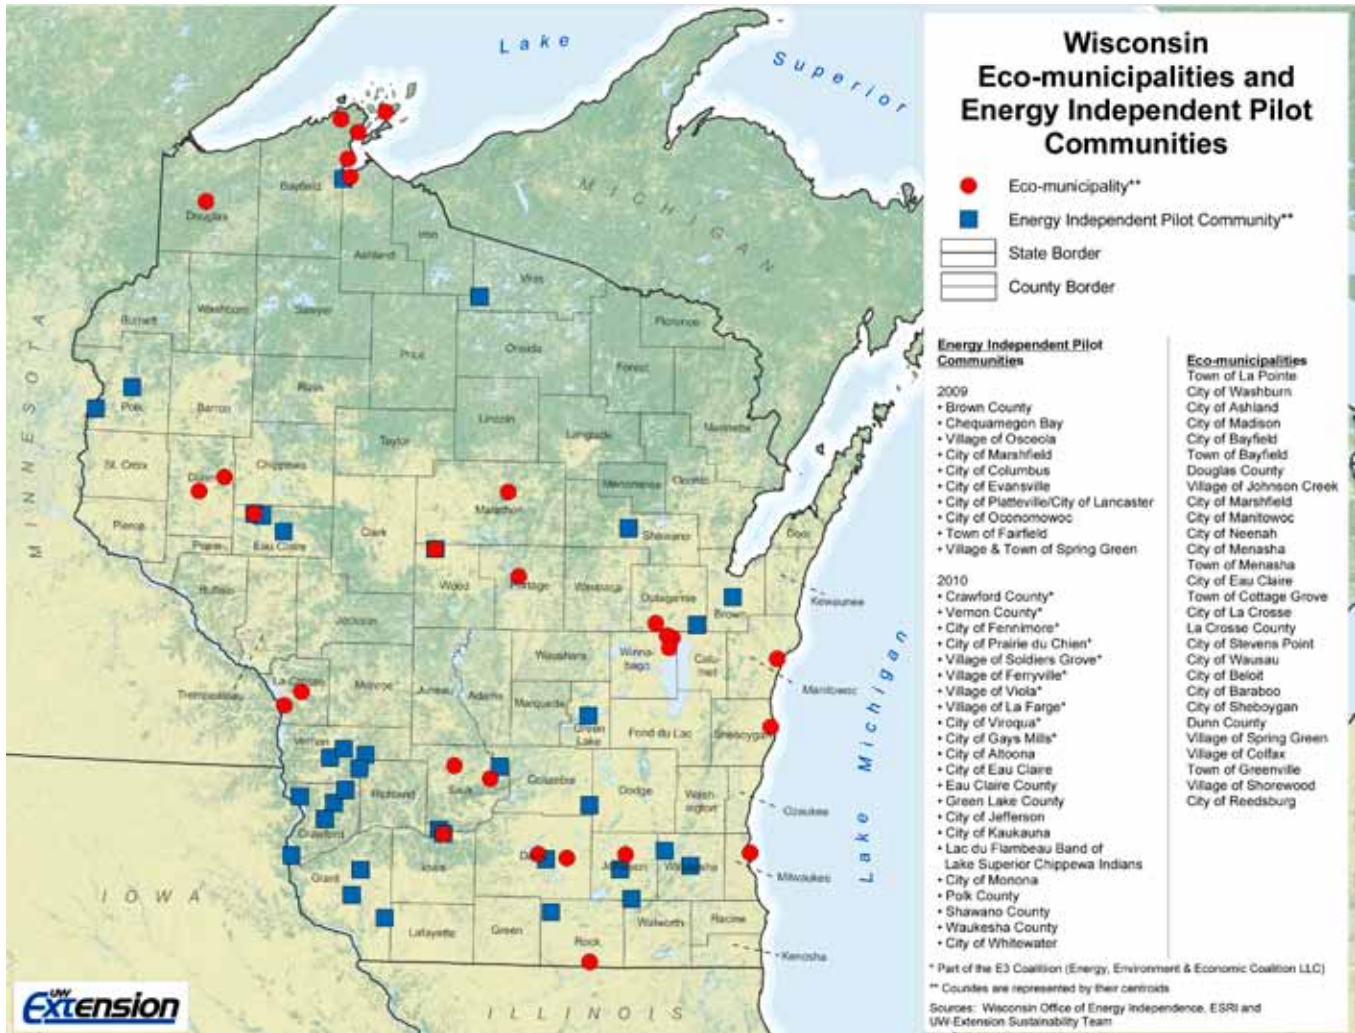 Lake
Superior
MICHIGAN
MINNESOTA
IOWA
ILLINOIS
Lake Michigan
Douglas
Bayfield
Iron
Ashland
Vilas
Burnett
Washburn
Sawyer
Florence
Price
Oneida
Forest
Polk
Barron
Rusk
Lincoln
Langlade
Marinette
Taylor
St. Croix
Dunn
Chippewa
Menominee
Oconto
Marathon
Pierce
Pepin
Eau Claire
Clark
Shawano
Door
Buffalo
Wood
Portage
Waupaca
Outagamie
Brown
Kewaunee
Jackson
Trempealeau
La Crosse
Monroe
Juneau
Adams
Waushara
Winne-
bago
Calu-
met
Manitowoc
Marquette
Green
Lake
Fond du Lac
Sheboygan
Vernon
Richland
Sauk
Columbia
Dodge
Wash-
ington
Ozaukee
Crawford
Grant
Iowa
Dane
Jefferson
Waukesha
Milwaukee
Lafayette
Green
Rock
Walworth
Racine
Kenosha
UW
Extension
Wisconsin
Eco-municipalities and
Energy Independent Pilot
Communities
Eco-municipality**
Energy Independent Pilot Community**
State Border
County Border
Energy Independent Pilot
Communities
2009
• Brown County
• Chequamegon Bay
• Village of Osceola
• City of Marshfield
• City of Columbus
• City of Evansville
• City of Platteville/City of Lancaster
• City of Oconomowoc
• Town of Fairfield
• Village & Town of Spring Green
2010
• Crawford County*
• Vernon County*
• City of Fennimore*
• City of Prairie du Chien*
• Village of Soldiers Grove*
• Village of Ferryville*
• Village of Viola*
• Village of La Farge*
• City of Viroqua*
• City of Gays Mills*
• City of Altoona
• City of Eau Claire
• Eau Claire County
• Green Lake County
• City of Jefferson
• City of Kaukauna
• Lac du Flambeau Band of
Lake Superior Chippewa Indians
• City of Monona
• Polk County
• Shawano County
• Waukesha County
• City of Whitewater
Eco-municipalities
Town of La Pointe
City of Washburn
City of Ashland
City of Madison
City of Bayfield
Town of Bayfield
Douglas County
Village of Johnson Creek
City of Marshfield
City of Manitowoc
City of Neenah
City of Menasha
Town of Menasha
City of Eau Claire
Town of Cottage Grove
City of La Crosse
La Crosse County
City of Stevens Point
City of Wausau
City of Beloit
City of Baraboo
City of Sheboygan
Dunn County
Village of Spring Green
Village of Colfax
Town of Greenville
Village of Shorewood
City of Reedsburg
* Part of the E3 Coalition (Energy, Environment & Economic Coalition LLC)
** Counties are represented by their centroids
Sources: Wisconsin Office of Energy Independence, ESRI and
UW-Extension Sustainability Team